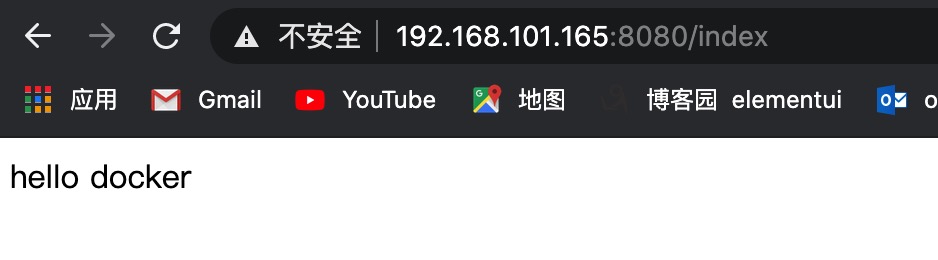 不安全 192.168.101.165:8080/index
应用 Gmail YouTube 地图 博客园 elementui
hello docker